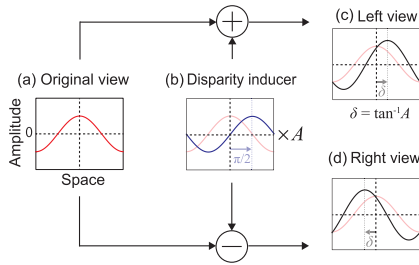 (c) Left view
+
δ
δ = tan⁻¹A
(a) Original view
(b) Disparity inducer
Amplitude
0
Space
π/2
×A
(d) Right view
δ
−